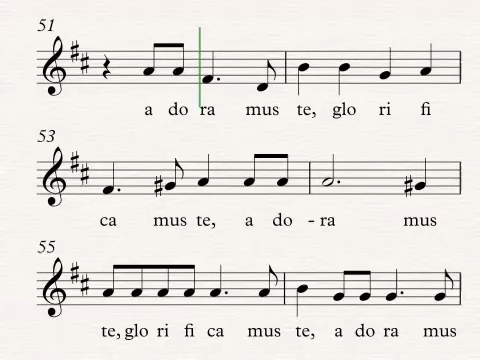 51
a do ra mus te, glo ri fi
53
ca mus te, a do - ra mus
55
te, glo ri fi ca mus te, a do ra mus